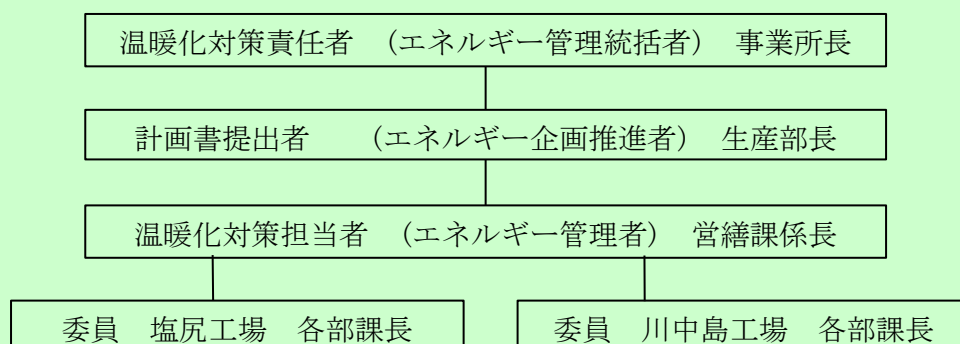 温暖化対策責任者 （エネルギー管理統括者） 事業所長
計画書提出者 （エネルギー企画推進者） 生産部長
温暖化対策担当者 （エネルギー管理者） 営繕課係長
委員 塩尻工場 各部課長
委員 川中島工場 各部課長